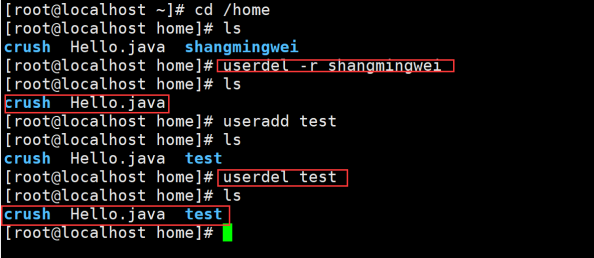 [root@localhost ~]# cd /home
[root@localhost home]# ls
crush  Hello.java  shangmingwei
[root@localhost home]# userdel -r shangmingwei
[root@localhost home]# ls
crush  Hello.java
[root@localhost home]# useradd test
[root@localhost home]# ls
crush  Hello.java  test
[root@localhost home]# userdel test
[root@localhost home]# ls
crush  Hello.java  test
[root@localhost home]#